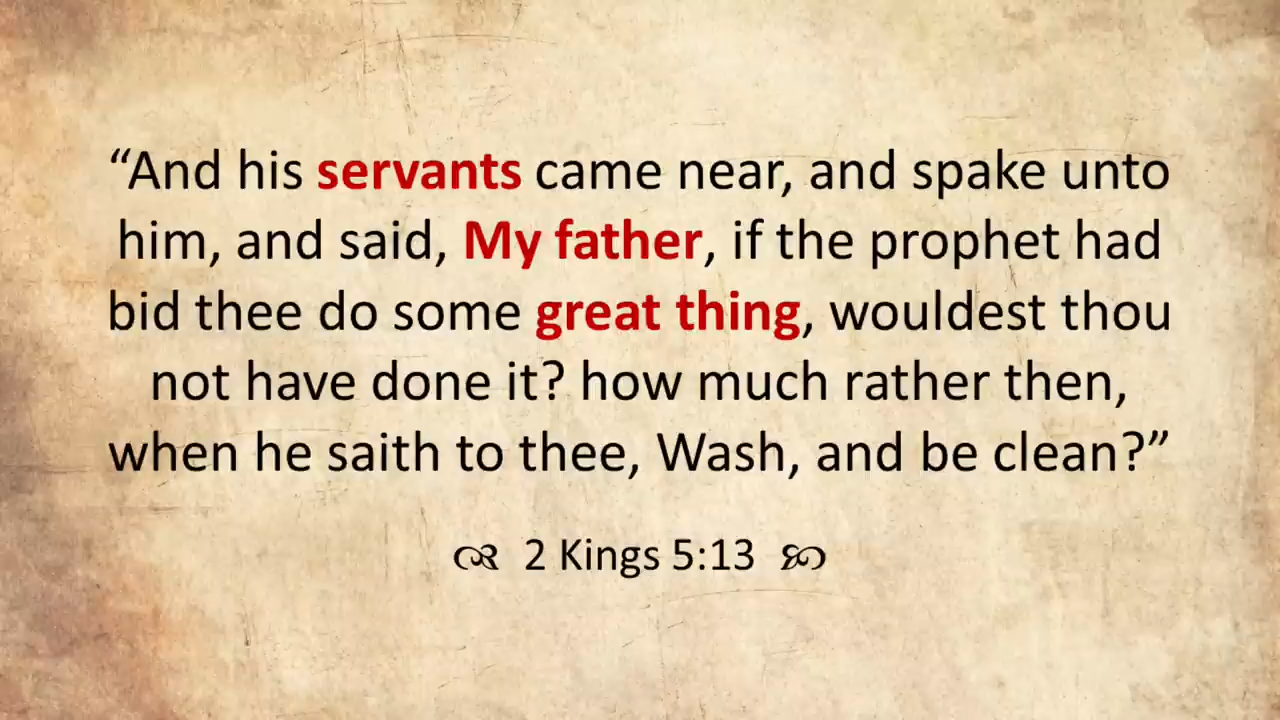 “And his servants came near, and spake unto
him, and said, My father, if the prophet had
bid thee do some great thing, wouldest thou
not have done it? how much rather then,
when he saith to thee, Wash, and be clean?”
2 Kings 5:13